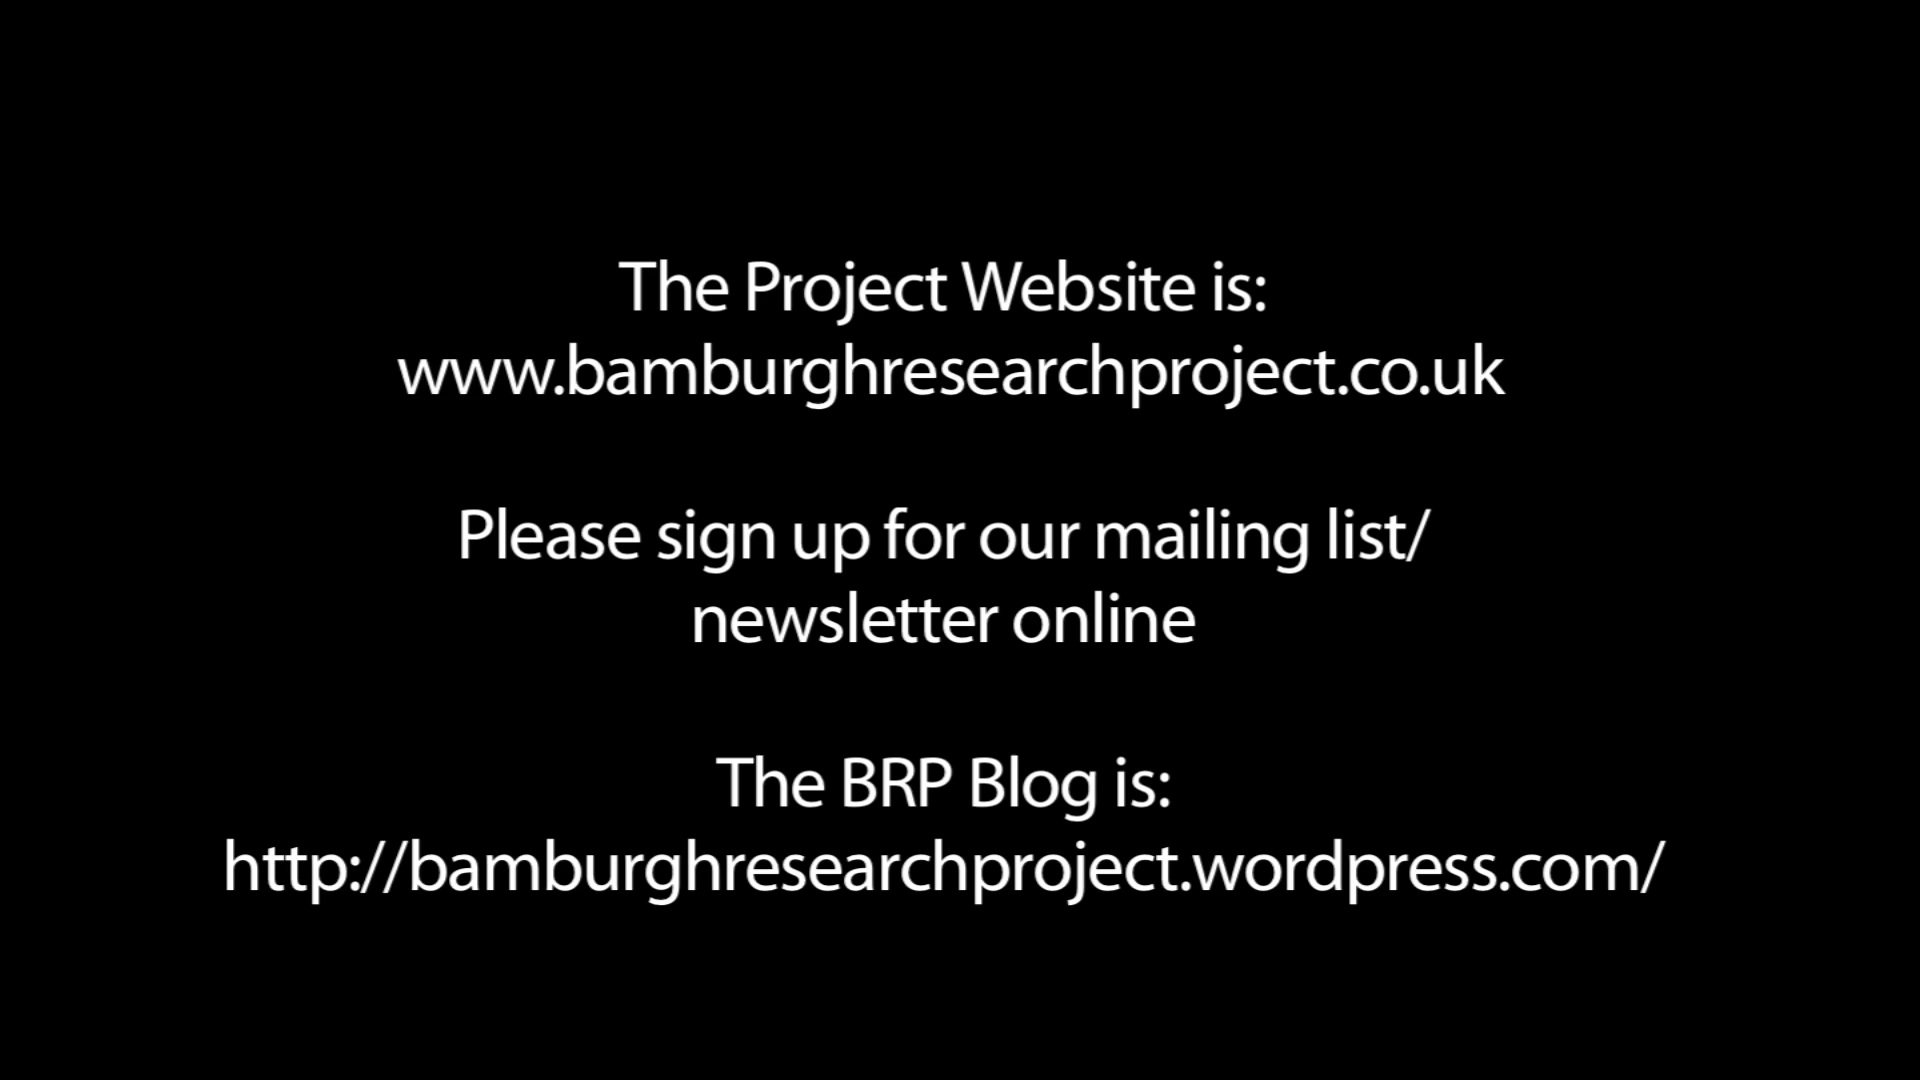 The Project Website is:
www.bamburghresearchproject.co.uk
Please sign up for our mailing list/
newsletter online
The BRP Blog is:
http://bamburghresearchproject.wordpress.com/